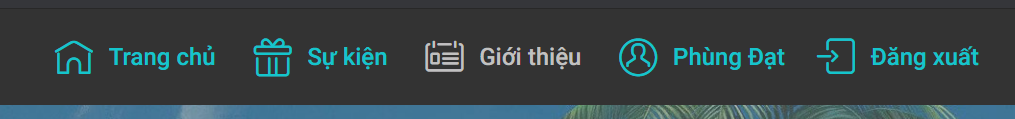 Trang chủ Sự kiện Giới thiệu Phùng Đạt Đăng xuất